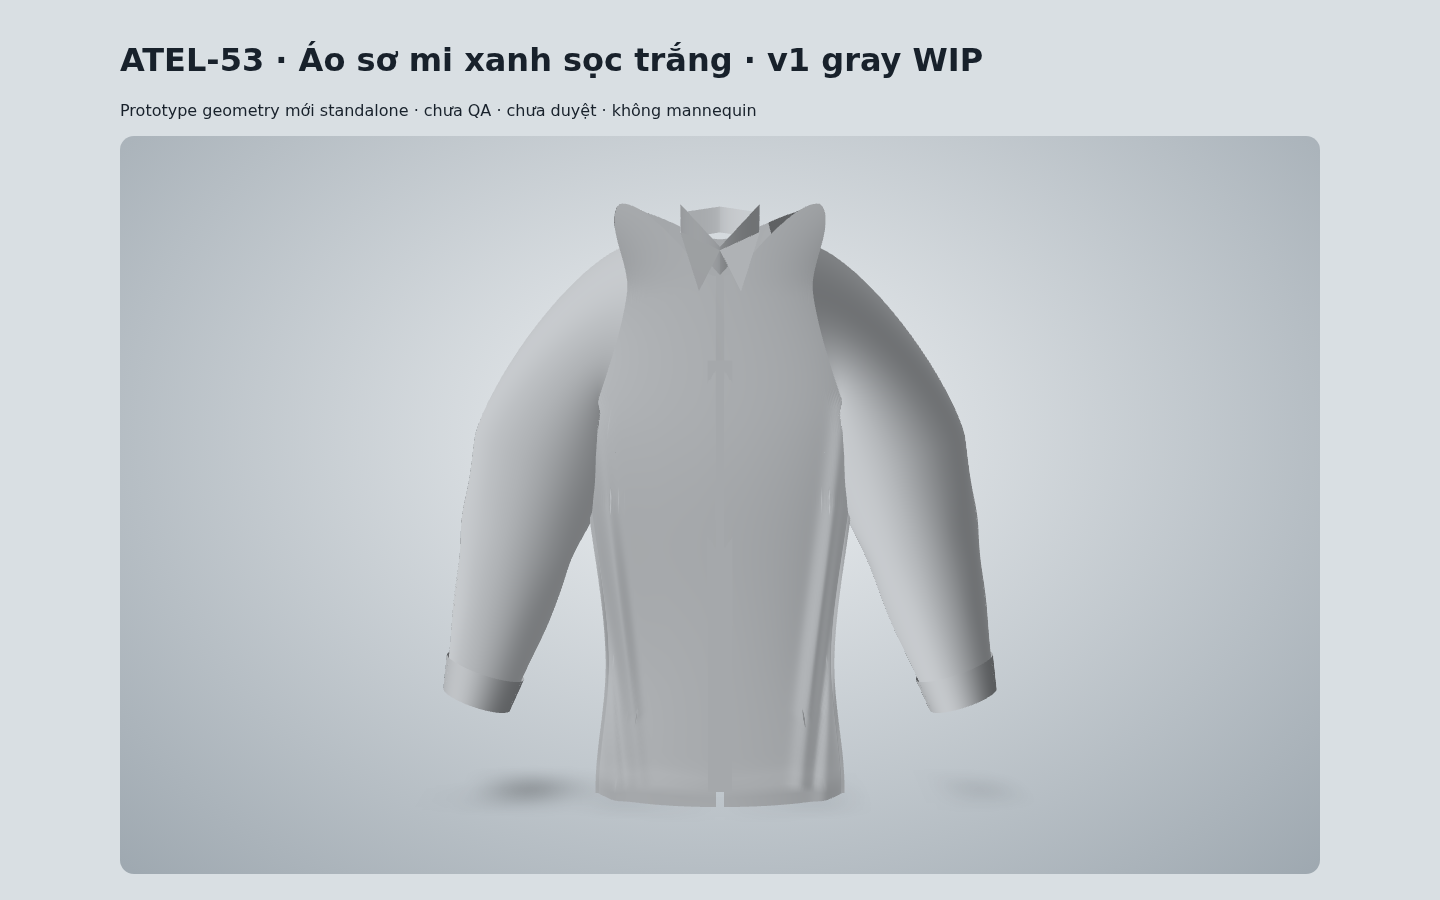 ATEL-53 · Áo sơ mi xanh sọc trắng · v1 gray WIP
Prototype geometry mới standalone · chưa QA · chưa duyệt · không mannequin